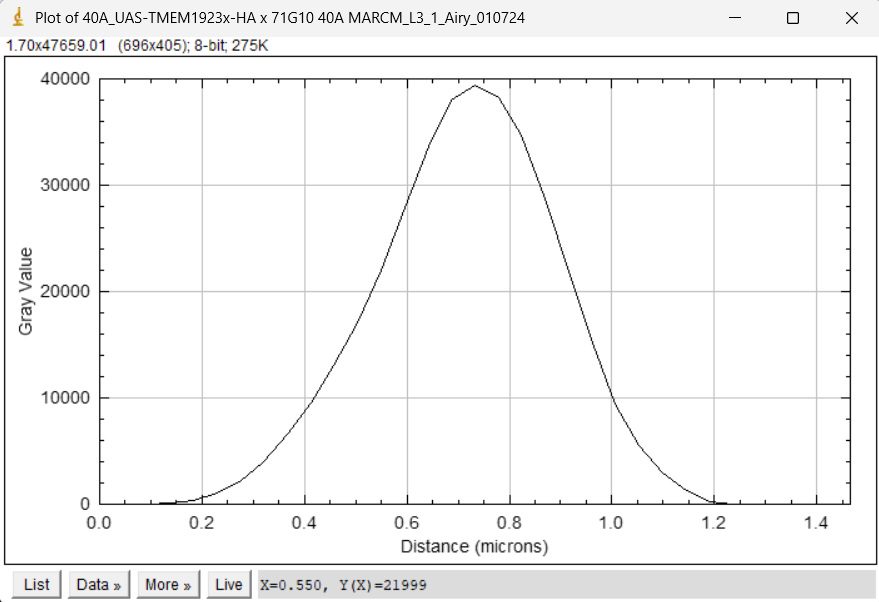 Plot of 40A_UAS-TMEM1923x-HA x 71G10 40A MARCM_L3_1_Airy_010724
1.70x47659.01 (696x405); 8-bit; 275K
40000
30000
20000
10000
0
Gray Value
0.0 0.2 0.4 0.6 0.8 1.0 1.2 1.4
Distance (microns)
List Data » More » Live X=0.550, Y(X)=21999